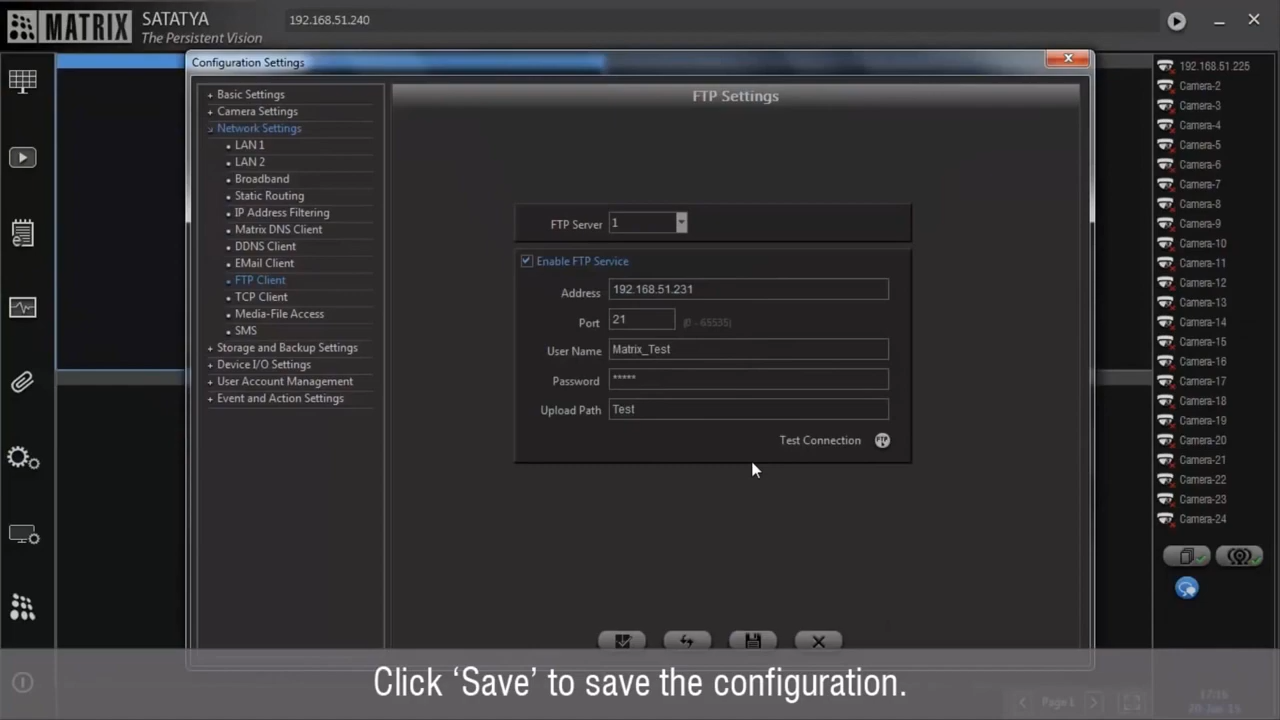 MATRIX
SATATYA
The Persistent Vision
192.168.51.240
Configuration Settings
+ Basic Settings
+ Camera Settings
Network Settings
LAN 1
LAN 2
Broadband
Static Routing
IP Address Filtering
Matrix DNS Client
DDNS Client
EMail Client
FTP Client
TCP Client
Media-File Access
SMS
+ Storage and Backup Settings
+ Device I/O Settings
+ User Account Management
+ Event and Action Settings
FTP Settings
FTP Server 1
Enable FTP Service
Address 192.168.51.231
Port 21 (0 - 65535)
User Name Matrix_Test
Password *****
Upload Path Test
Test Connection
192.168.51.225
Camera-2
Camera-3
Camera-4
Camera-5
Camera-6
Camera-7
Camera-8
Camera-9
Camera-10
Camera-11
Camera-12
Camera-13
Camera-14
Camera-15
Camera-16
Camera-17
Camera-18
Camera-19
Camera-20
Camera-21
Camera-22
Camera-23
Camera-24
Click ‘Save’ to save the configuration.
Page1